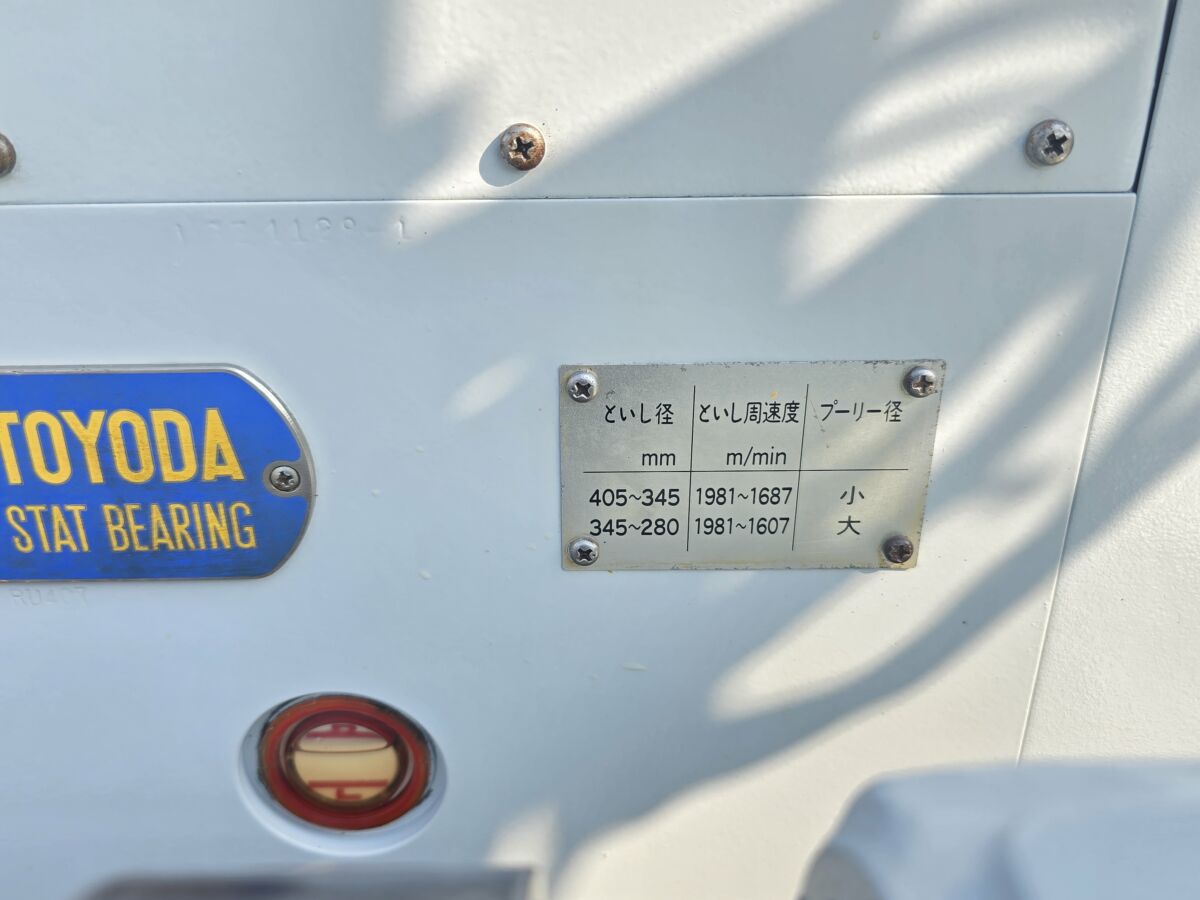 TOYODA
STAT BEARING
といし径 といし周速度 プーリー径
mm m/min
405~345 1981~1687 小
345~280 1981~1607 大